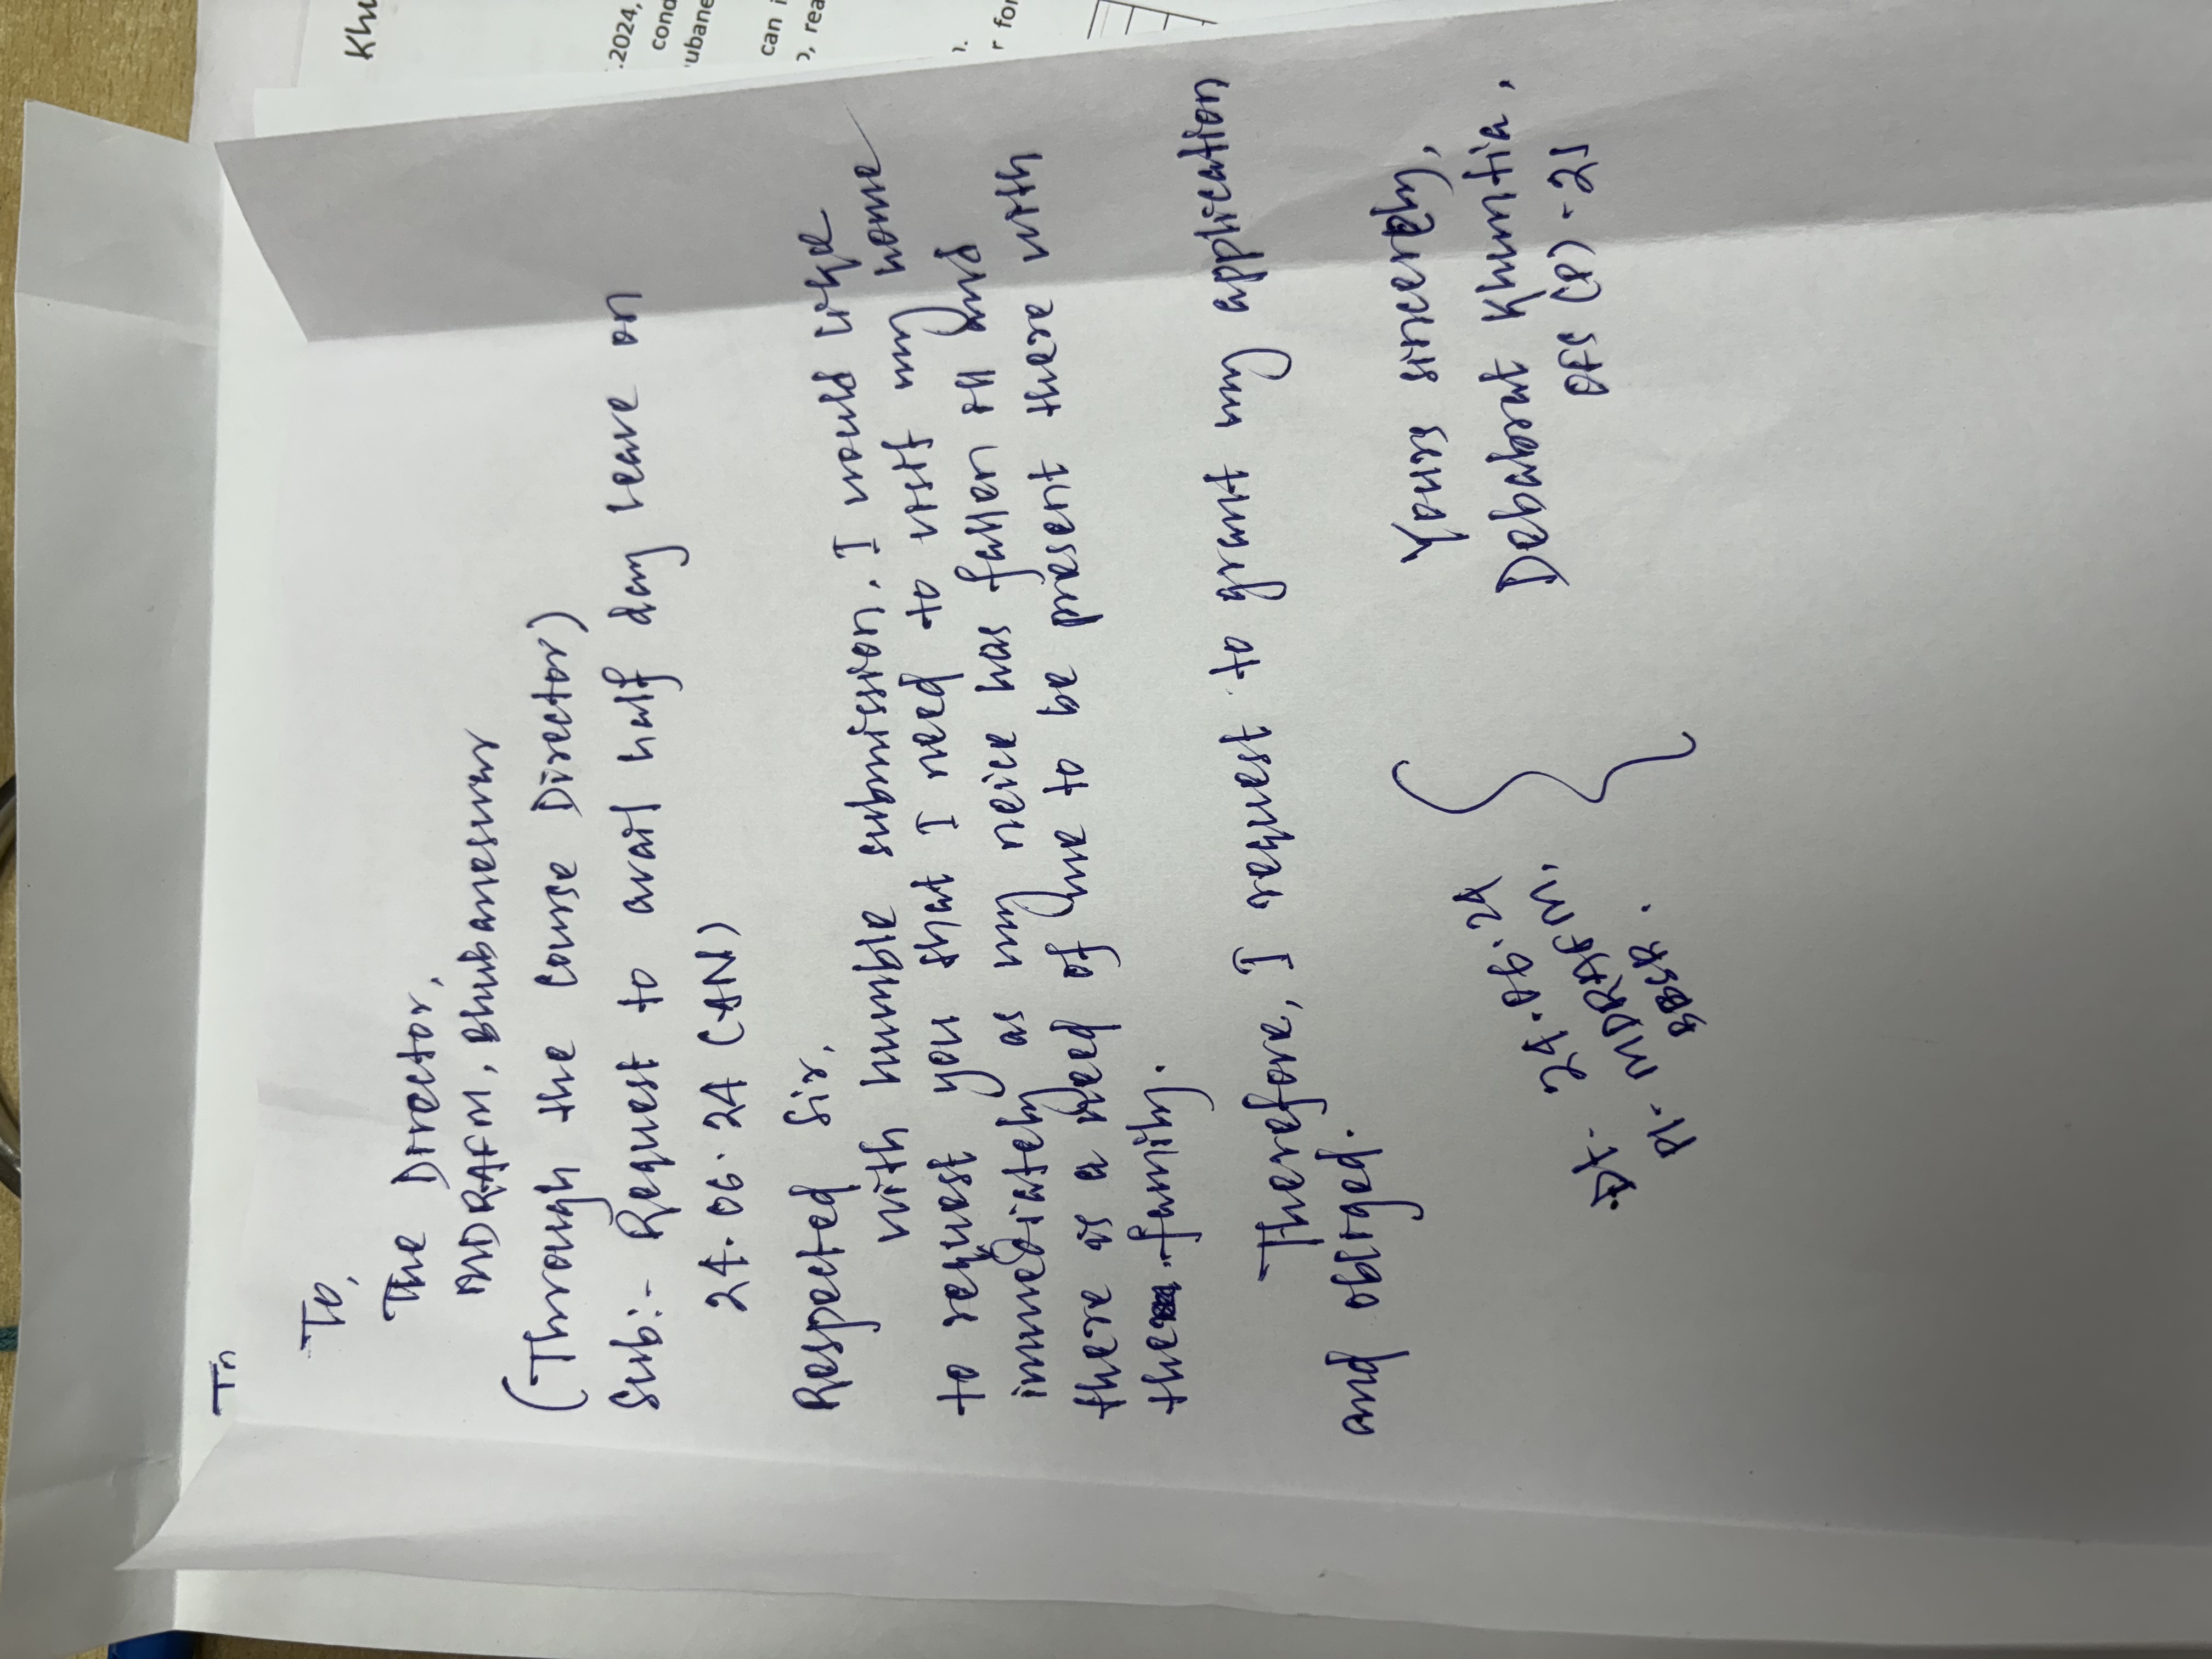 To
To,
The Director,
MDRAFM, Bhubaneswar
(Through the Course Director)
Sub:- Request to avail half day leave on
24.06.24 (AN)
Respected Sir,
With humble submission, I would like
to request you that I need to visit my home
immediately as my neice has fallen ill and
there is a need of me to be present there with
the family.
Therefore, I request to grant my application
and obliged.
Yours sincerely,
Debabrat Khuntia,
OFS (P) - 21
Dt- 24.06.24
Pl- MDRAFM,
BBSR.
Khu
.2024,
cond
ubane
can i
, rea
r for